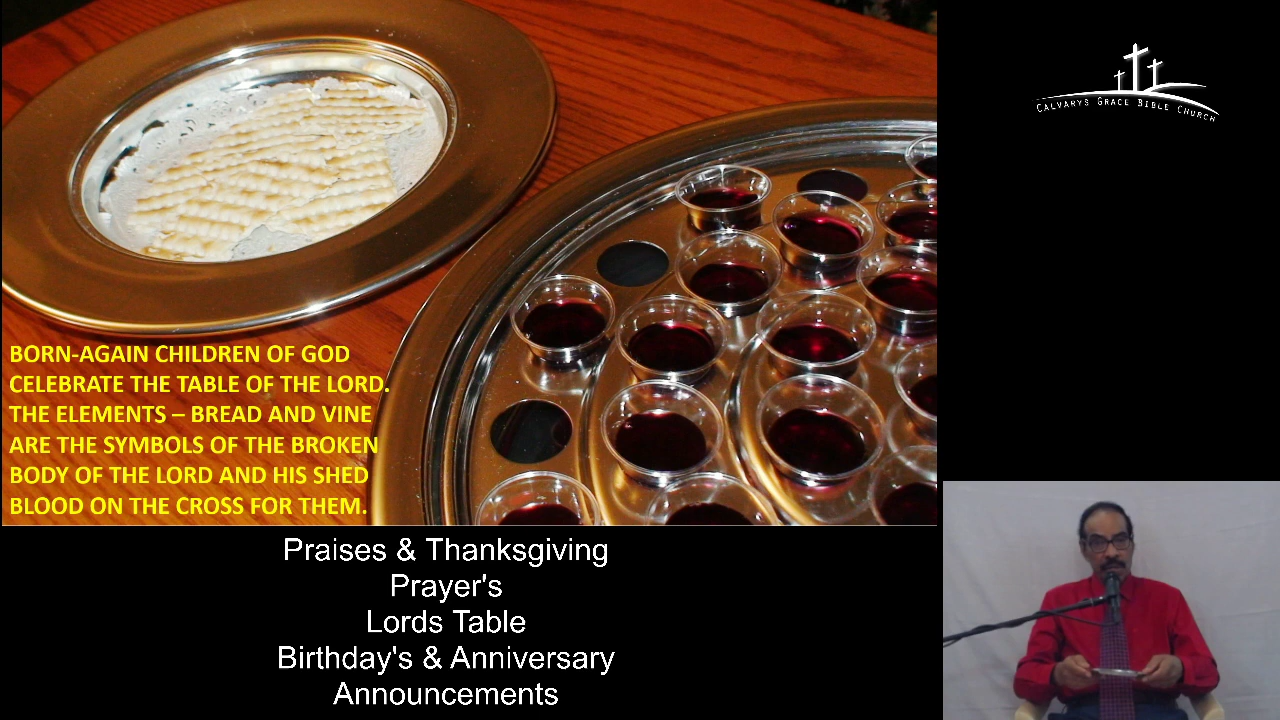 CALVARYS GRACE BIBLE CHURCH
BORN-AGAIN CHILDREN OF GOD
CELEBRATE THE TABLE OF THE LORD.
THE ELEMENTS – BREAD AND VINE
ARE THE SYMBOLS OF THE BROKEN
BODY OF THE LORD AND HIS SHED
BLOOD ON THE CROSS FOR THEM.
Praises & Thanksgiving
Prayer's
Lords Table
Birthday's & Anniversary
Announcements